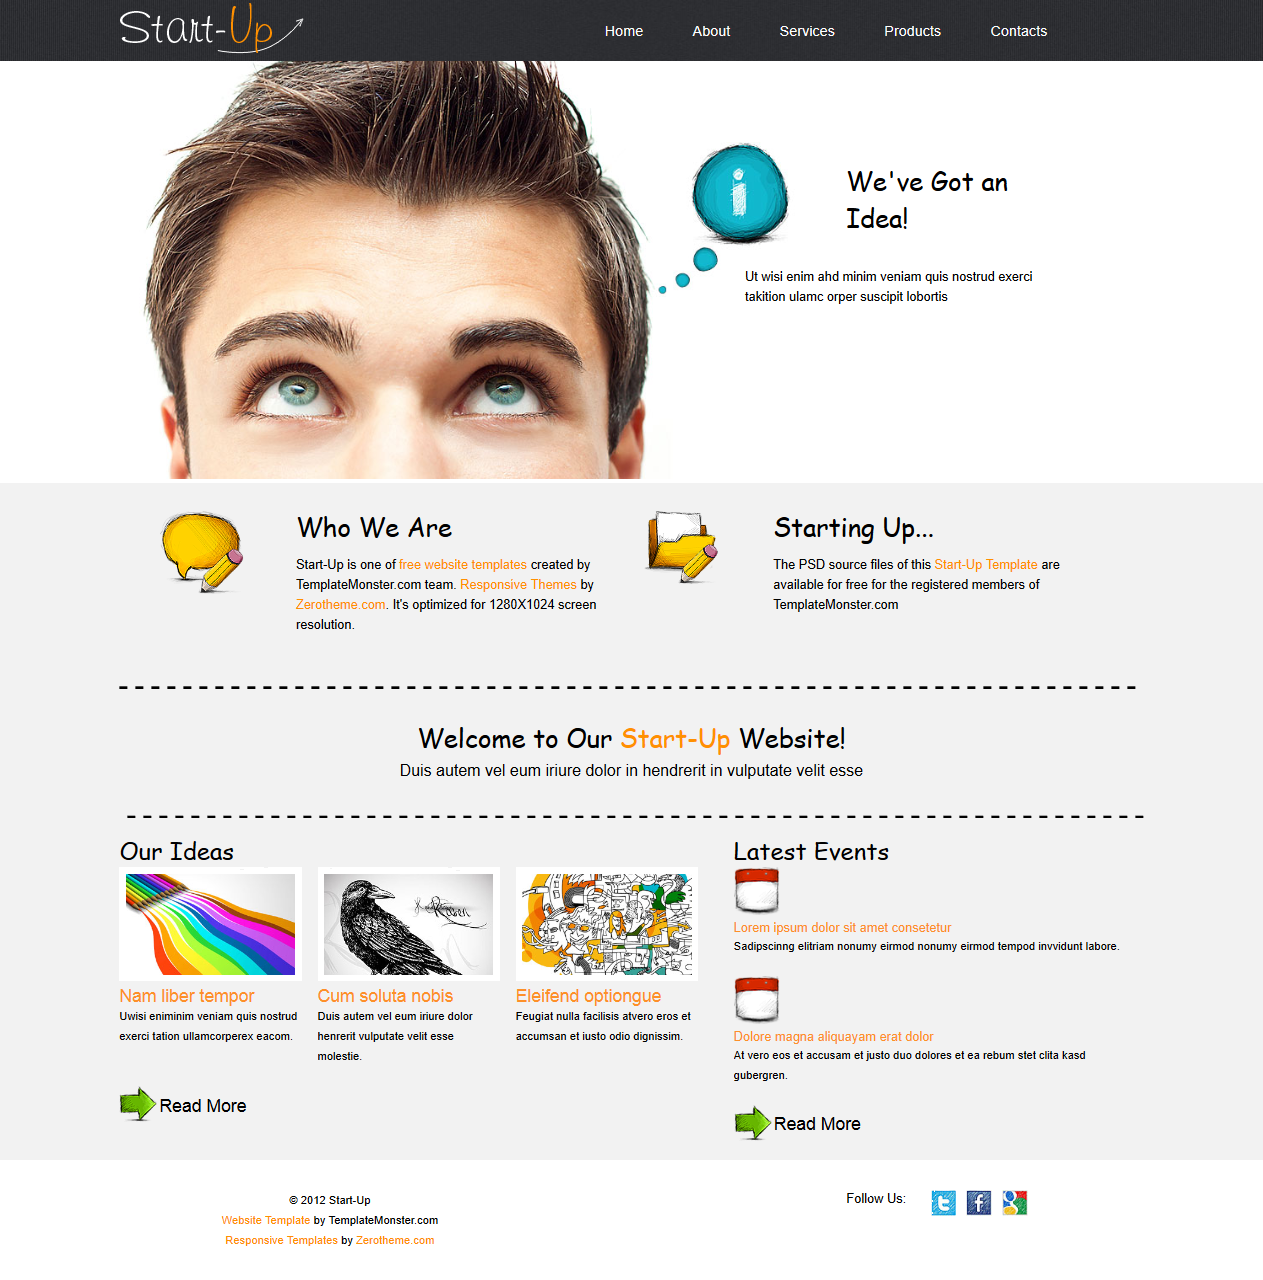 Start-Up
Home About Services Products Contacts
i
We've Got an
Idea!
Ut wisi enim ahd minim veniam quis nostrud exerci
takition ulamc orper suscipit lobortis
Who We Are
Start-Up is one of free website templates created by
TemplateMonster.com team. Responsive Themes by
Zerotheme.com. It's optimized for 1280X1024 screen
resolution.
Starting Up...
The PSD source files of this Start-Up Template are
available for free for the registered members of
TemplateMonster.com
Welcome to Our Start-Up Website!
Duis autem vel eum iriure dolor in hendrerit in vulputate velit esse
Our Ideas
Nam liber tempor
Uwisi eniminim veniam quis nostrud
exerci tation ullamcorperex eacom.
Cum soluta nobis
Duis autem vel eum iriure dolor
henrerit vulputate velit esse
molestie.
Eleifend optiongue
Feugiat nulla facilisis atvero eros et
accumsan et iusto odio dignissim.
Read More
Latest Events
Lorem ipsum dolor sit amet consetetur
Sadipscinng elitriam nonumy eirmod nonumy eirmod tempod invvidunt labore.
Dolore magna aliquayam erat dolor
At vero eos et accusam et justo duo dolores et ea rebum stet clita kasd
gubergren.
Read More
© 2012 Start-Up
Website Template by TemplateMonster.com
Responsive Templates by Zerotheme.com
Follow Us: